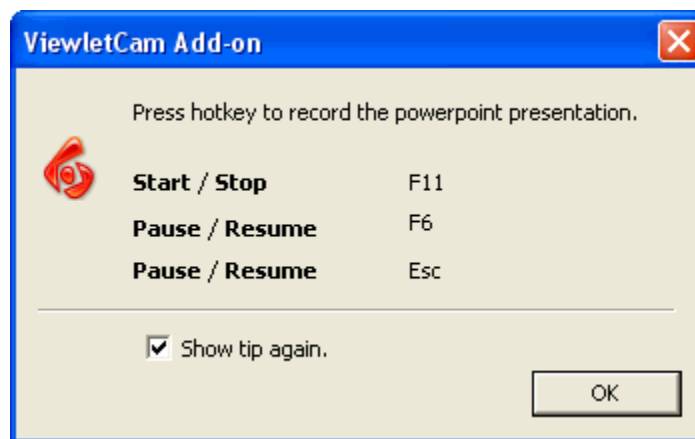 ViewletCam Add-on
Press hotkey to record the powerpoint presentation.
Start / Stop F11
Pause / Resume F6
Pause / Resume Esc
Show tip again.
OK